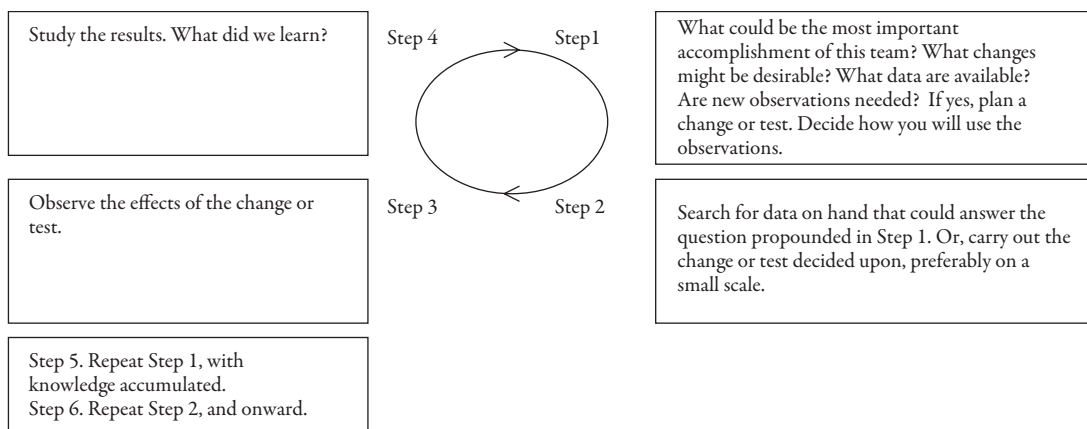 Study the results. What did we learn?
Step 4
Step1
What could be the most important
accomplishment of this team? What changes
might be desirable? What data are available?
Are new observations needed? If yes, plan a
change or test. Decide how you will use the
observations.
Observe the effects of the change or
test.
Step 3
Step 2
Search for data on hand that could answer the
question propounded in Step 1. Or, carry out the
change or test decided upon, preferably on a
small scale.
Step 5. Repeat Step 1, with
knowledge accumulated.
Step 6. Repeat Step 2, and onward.